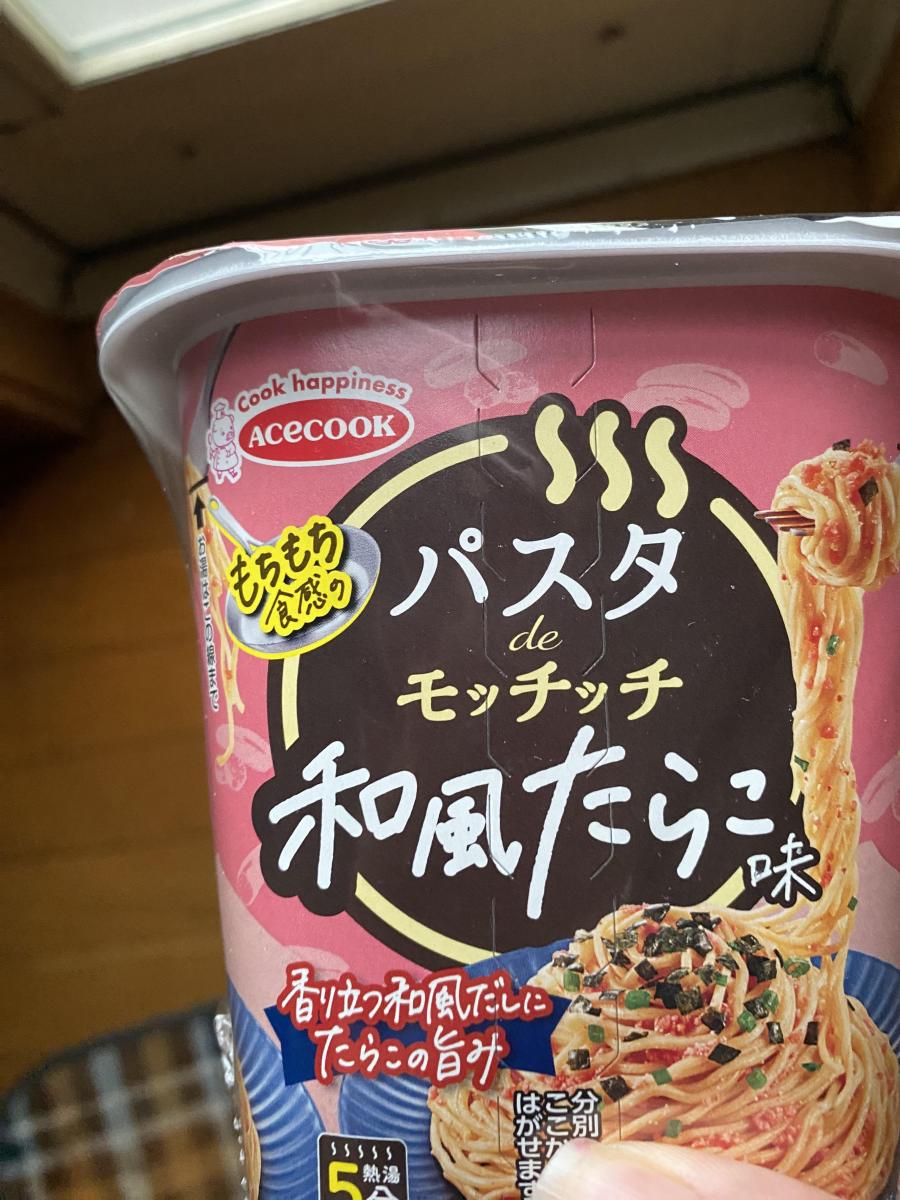 Cook happiness
ACECOOK
もちもち
食感の
パスタ
de
モッチッチ
和風たらこ
味
香り立つ和風だしに
たらこの旨み
分別
ここか
はがせます
熱湯
5分